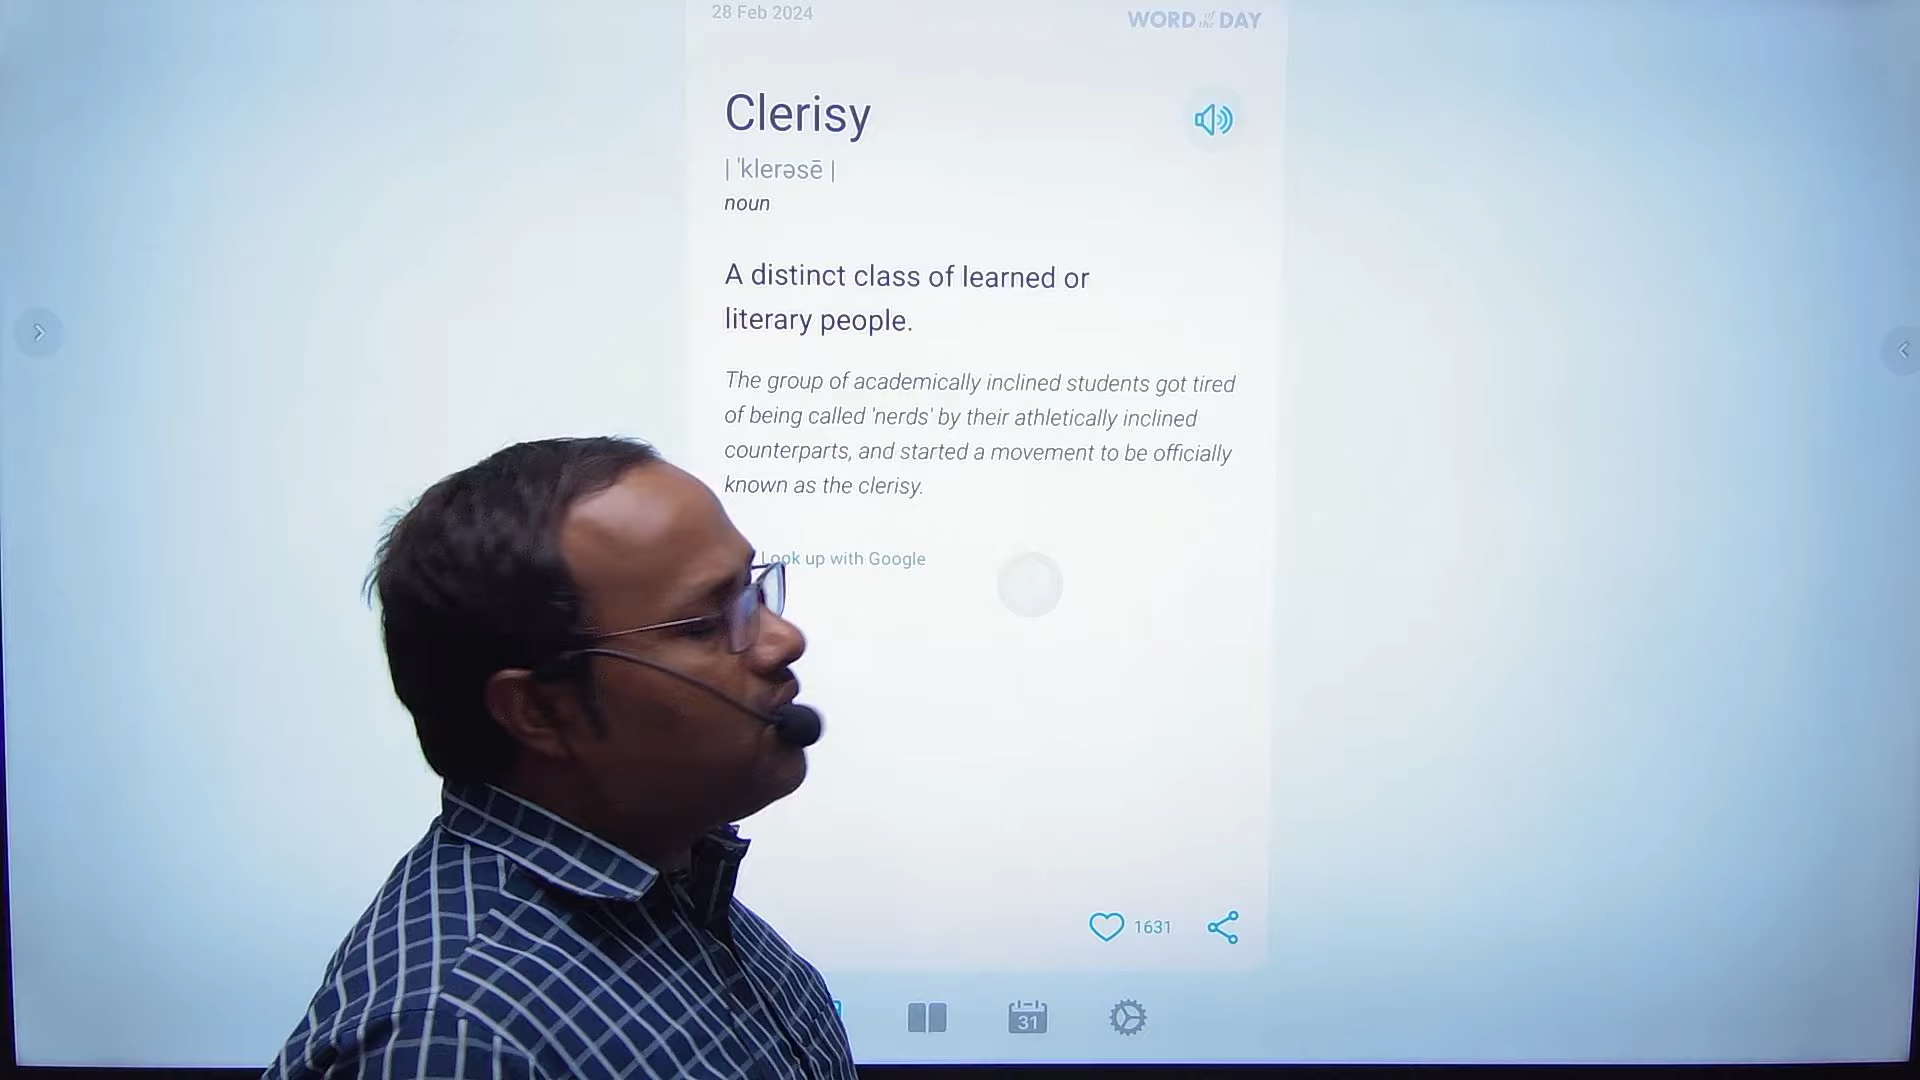 28 Feb 2024
WORD of the DAY
Clerisy
| 'klerəsē |
noun
A distinct class of learned or
literary people.
The group of academically inclined students got tired
of being called 'nerds' by their athletically inclined
counterparts, and started a movement to be officially
known as the clerisy.
Look up with Google
1631
31